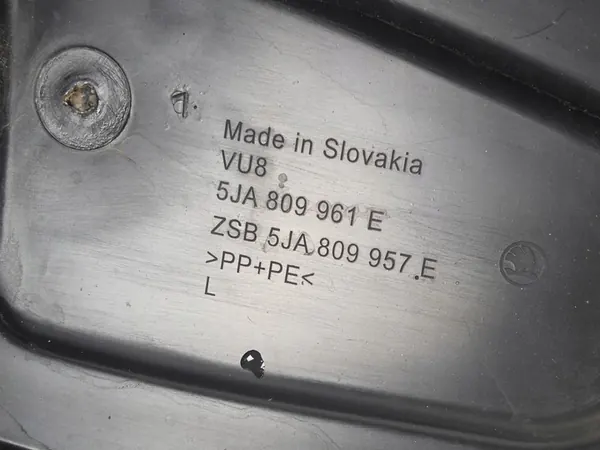 Made in Slovakia
VU8
5JA 809 961 E
ZSB 5JA 809 957 E
>PP+PE<
L